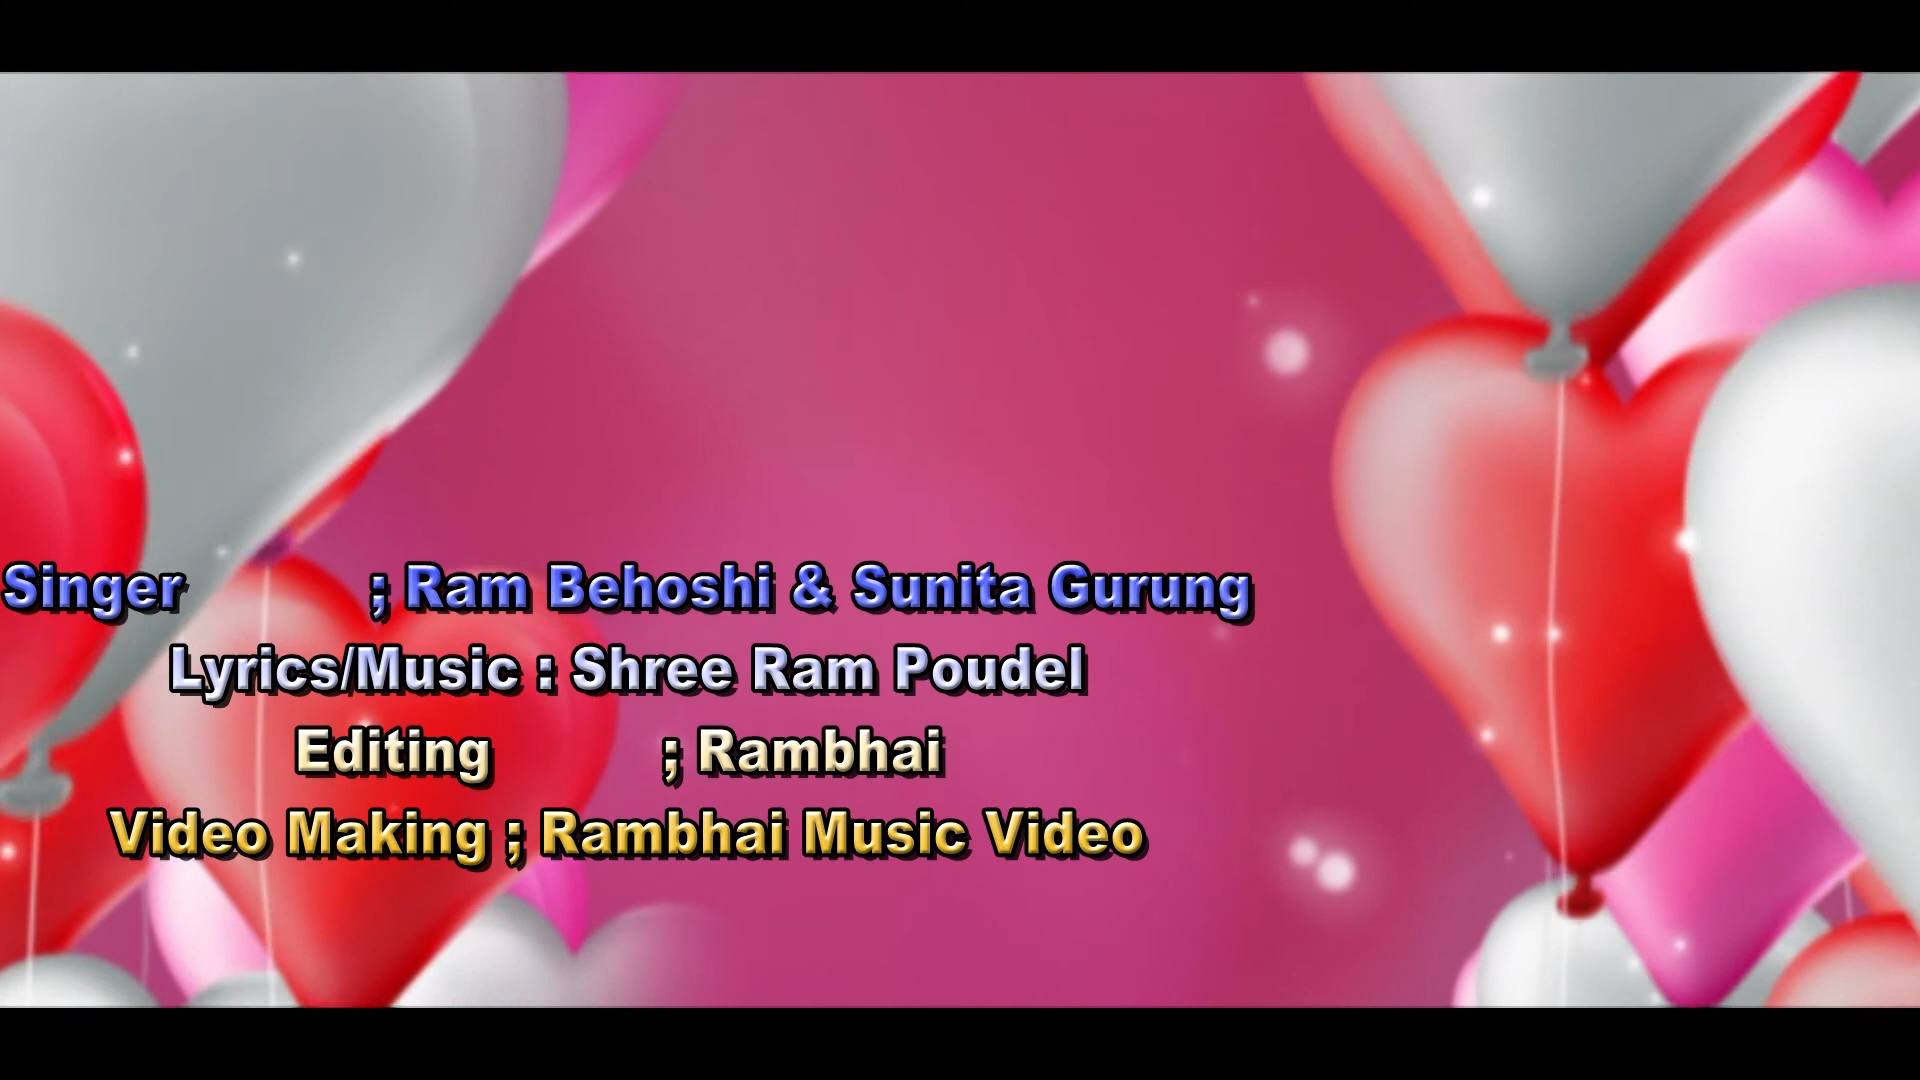 Singer ; Ram Behoshi & Sunita Gurung
Lyrics/Music : Shree Ram Poudel
Editing ; Rambhai
Video Making ; Rambhai Music Video